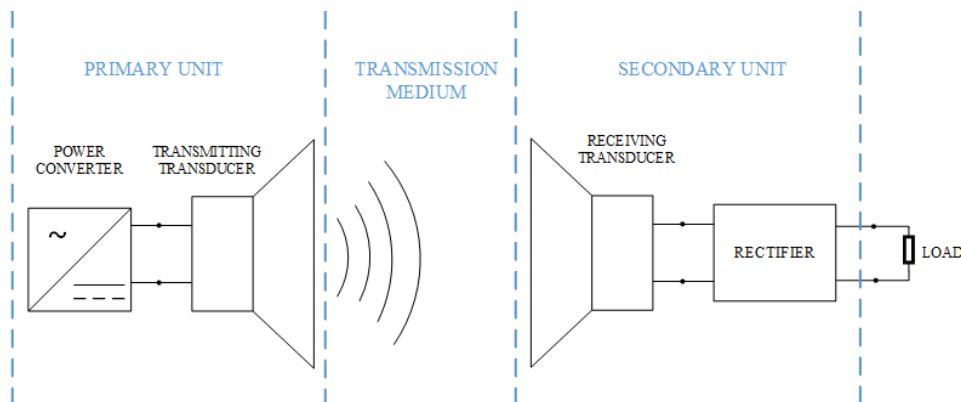 PRIMARY UNIT
TRANSMISSION
MEDIUM
SECONDARY UNIT
POWER
CONVERTER
TRANSMITTING
TRANSDUCER
RECEIVING
TRANSDUCER
~
RECTIFIER
LOAD